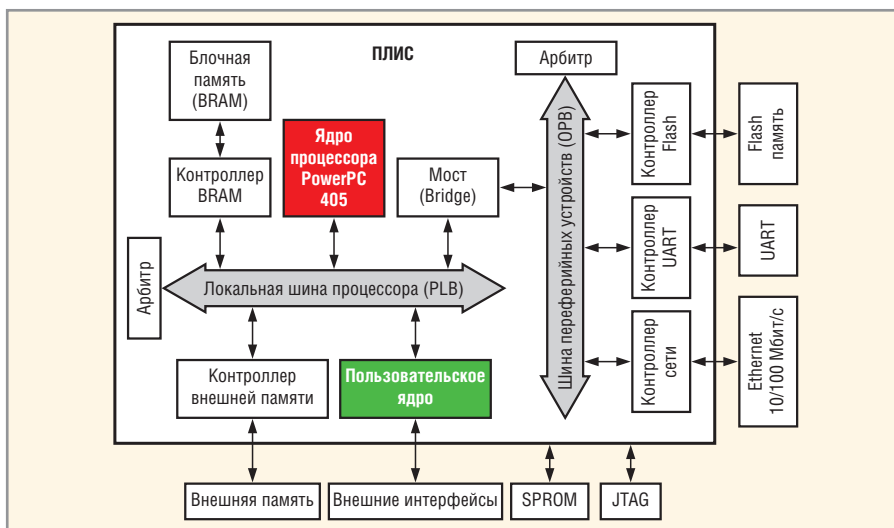 ПЛИС
Блочная
память
(BRAM)
Арбитр
Ядро
процессора
PowerPC
405
Контроллер
BRAM
Мост
(Bridge)
Шина переферийных устройств (OPB)
Контроллер
Flash
Flash
память
Арбитр
Локальная шина процессора (PLB)
Контроллер
UART
UART
Контроллер
внешней памяти
Пользовательское
ядро
Контроллер
сети
Ethernet
10/100 Мбит/с
Внешняя память
Внешние интерфейсы
SPROM
JTAG